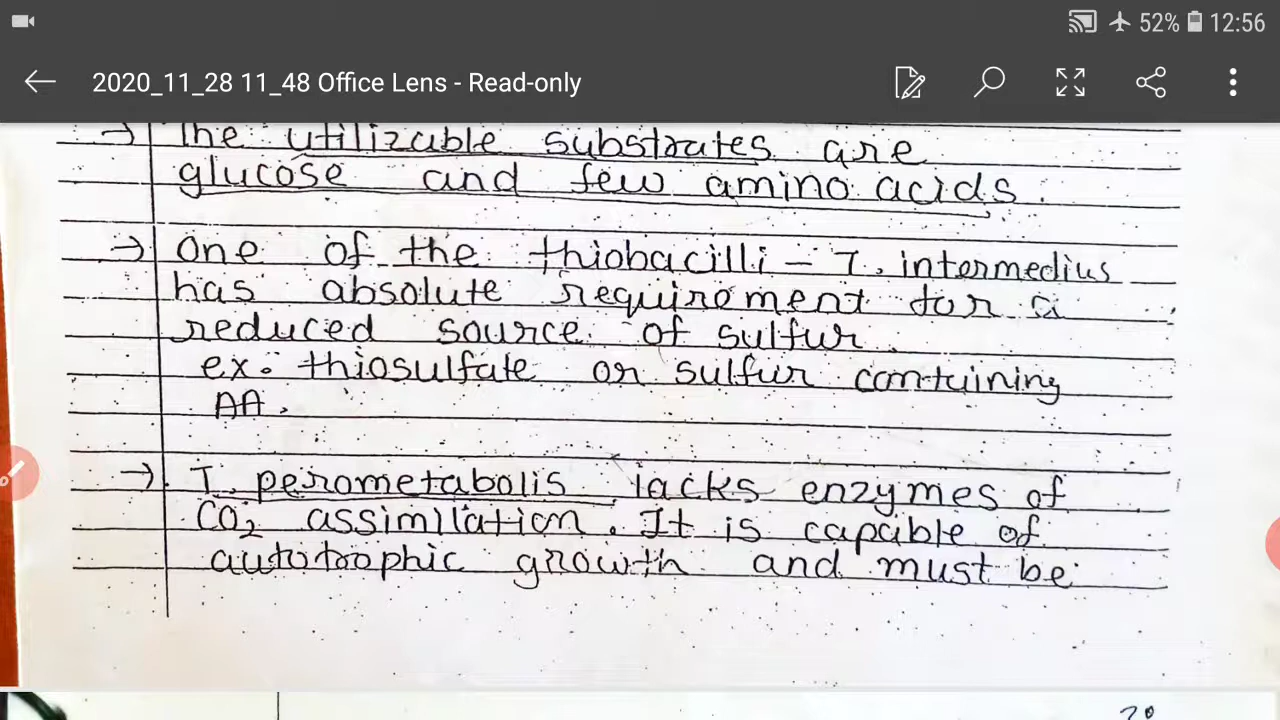 52% 12:56
2020_11_28 11_48 Office Lens - Read-only
→ The utilizable substrates are
glucose and few amino acids.
→ One of the thiobacilli - T. intermedius
has absolute requirement for a
reduced source of sulfur.
ex: thiosulfate or sulfur containing
AA.
→ T. perometabolis lacks enzymes of
CO₂ assimilation. It is capable of
autotrophic growth and must be